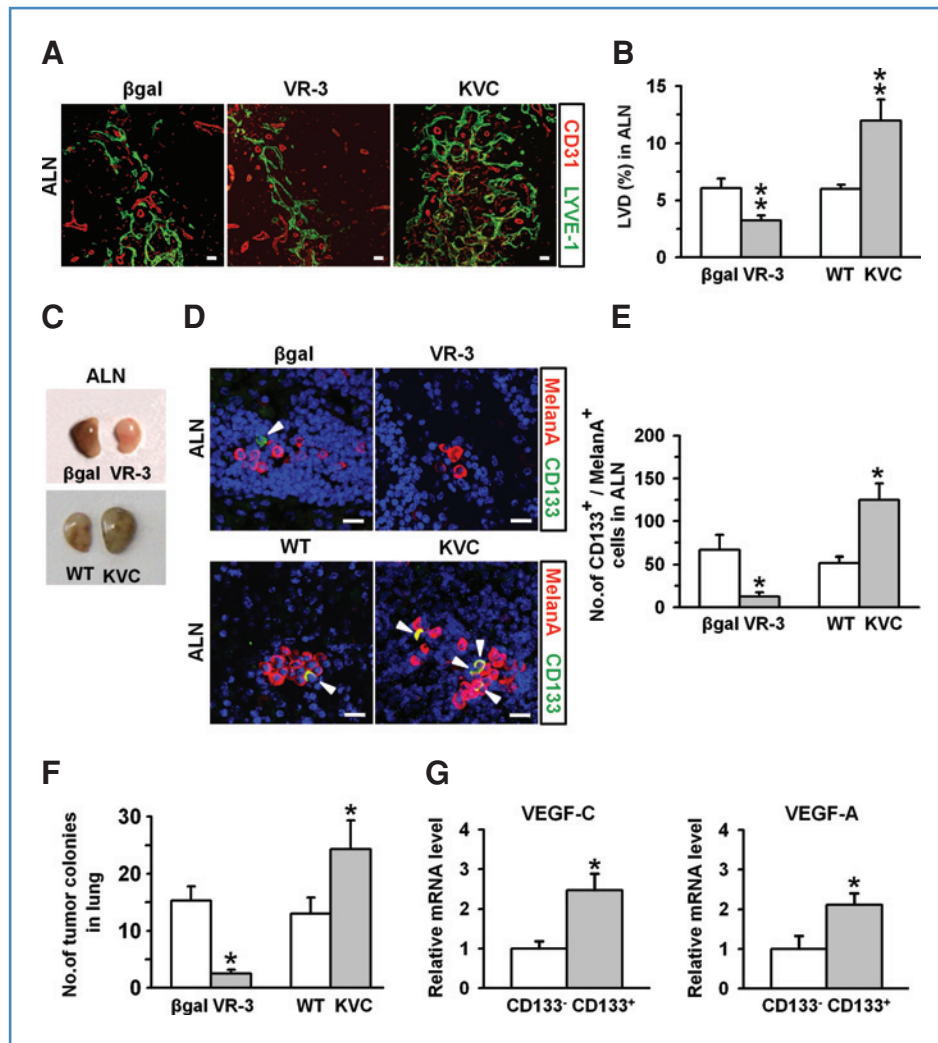 A
βgal VR-3 KVC
ALN
CD31 LYVE-1
B
LVD (%) in ALN
15
10
5
0
**
**
βgal VR-3 WT KVC
C
ALN
βgal VR-3
WT KVC
D
βgal VR-3
ALN
MelanA CD133
WT KVC
ALN
MelanA CD133
E
No.of CD133⁺ / MelanA⁺
cells in ALN
200
150
100
50
0
*
*
βgal VR-3 WT KVC
F
No.of tumor colonies
in lung
30
20
10
0
*
*
βgal VR-3 WT KVC
G
VEGF-C
Relative mRNA level
4
3
2
1
0
*
CD133⁻ CD133⁺
VEGF-A
Relative mRNA level
4
3
2
1
0
*
CD133⁻ CD133⁺